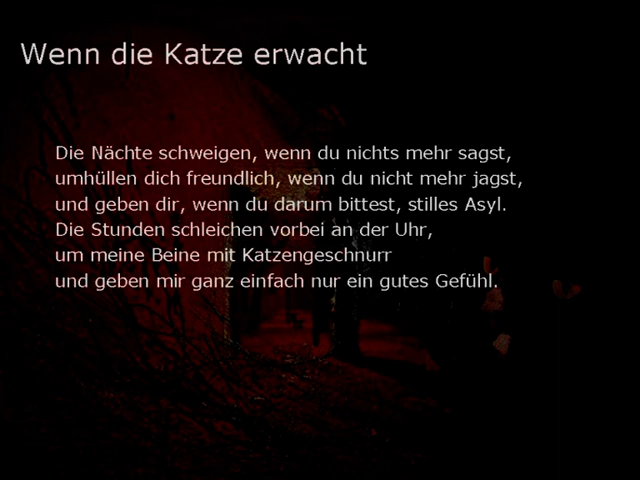 Wenn die Katze erwacht
Die Nächte schweigen, wenn du nichts mehr sagst,
umhüllen dich freundlich, wenn du nicht mehr jagst,
und geben dir, wenn du darum bittest, stilles Asyl.
Die Stunden schleichen vorbei an der Uhr,
um meine Beine mit Katzengeschnurr
und geben mir ganz einfach nur ein gutes Gefühl.